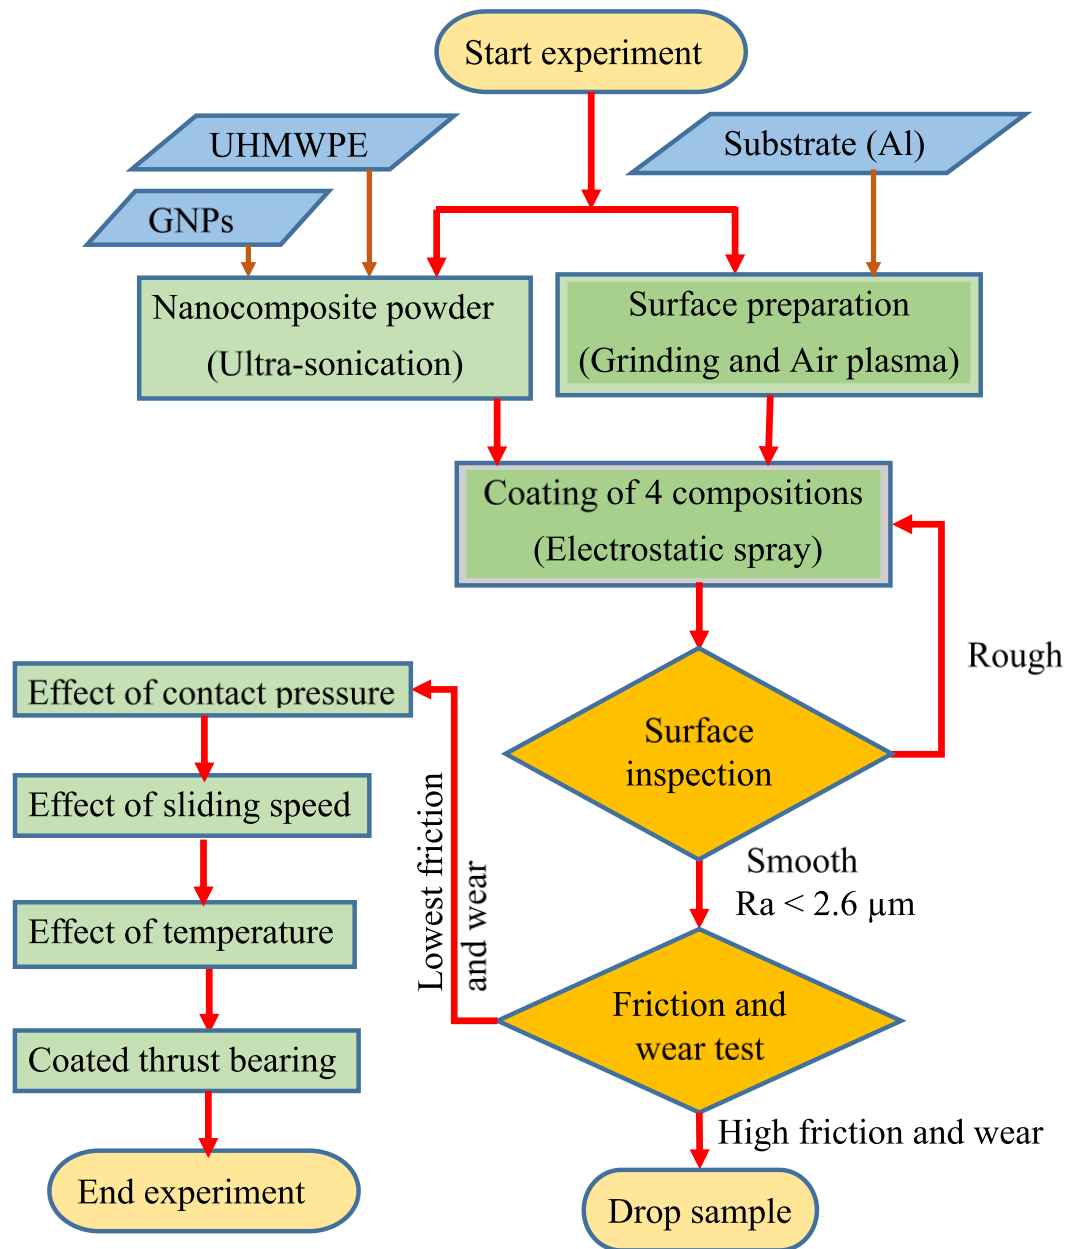 Start experiment
UHMWPE
Substrate (Al)
GNPs
Nanocomposite powder
(Ultra-sonication)
Surface preparation
(Grinding and Air plasma)
Coating of 4 compositions
(Electrostatic spray)
Rough
Surface
inspection
Smooth
Ra < 2.6 µm
Friction and
wear test
High friction and wear
Drop sample
Lowest friction
and wear
Effect of contact pressure
Effect of sliding speed
Effect of temperature
Coated thrust bearing
End experiment